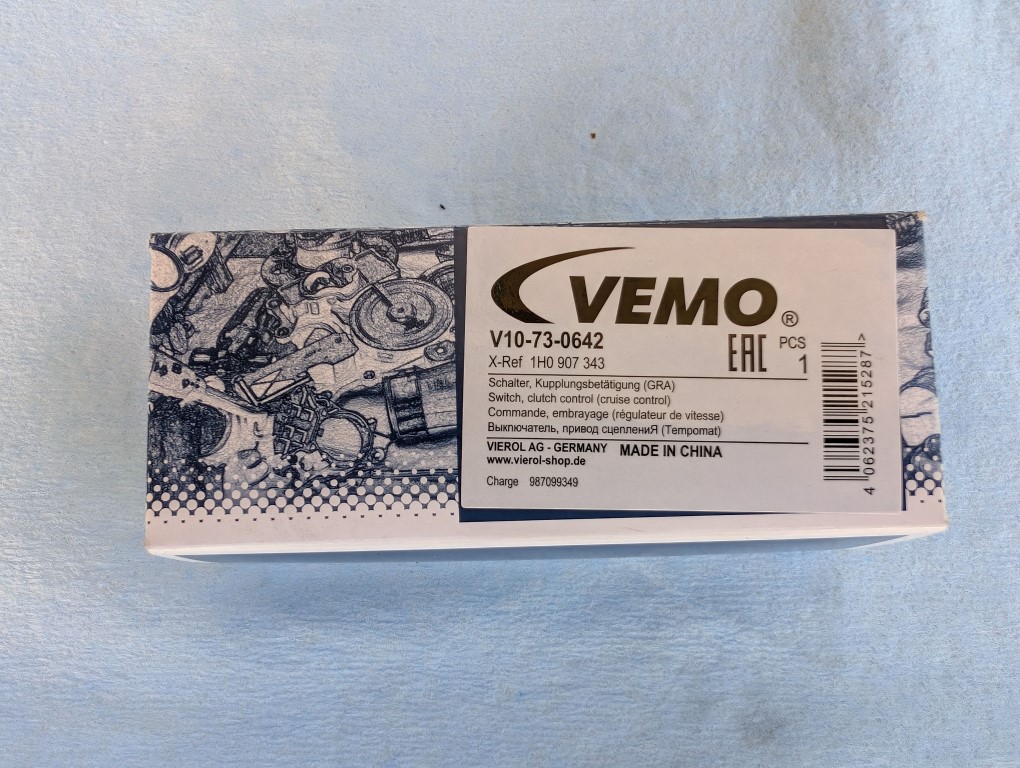 VEMO®
V10-73-0642
X-Ref 1H0 907 343
EAC
PCS
1
Schalter, Kupplungsbetätigung (GRA)
Switch, clutch control (cruise control)
Commande, embrayage (régulateur de vitesse)
Выключатель, привод сцеплениЯ (Tempomat)
VIEROL AG - GERMANY MADE IN CHINA
www.vierol-shop.de
Charge 987099349
4 062375 215287 >